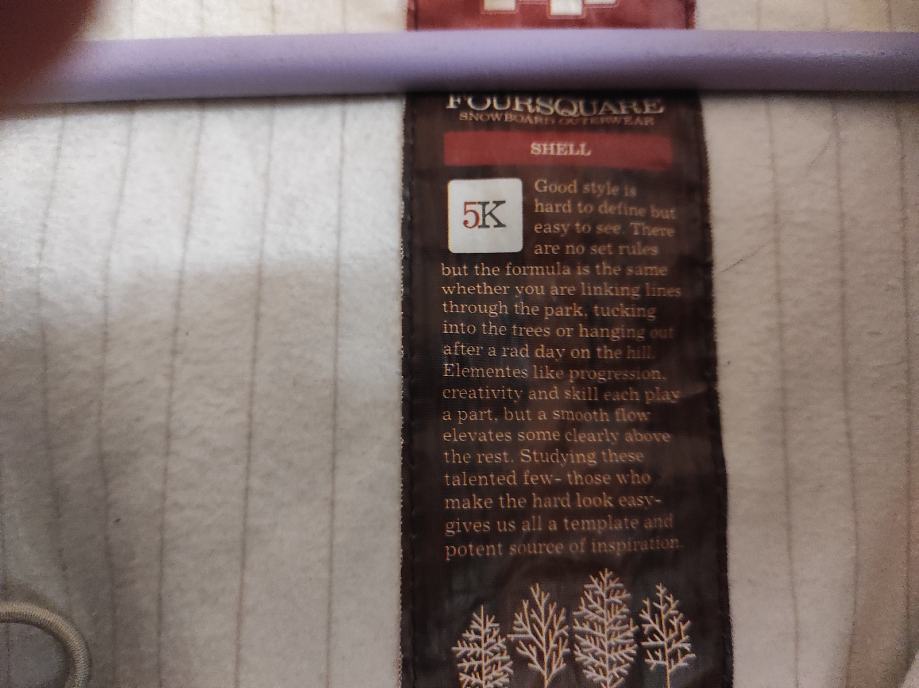 FOURSQUARE
SNOWBOARD OUTERWEAR
SHELL
5K
Good style is
hard to define but
easy to see. There
are no set rules
but the formula is the same
whether you are linking lines
through the park, tucking
into the trees or hanging out
after a rad day on the hill.
Elementes like progression,
creativity and skill each play
a part, but a smooth flow
elevates some clearly above
the rest. Studying these
talented few- those who
make the hard look easy-
gives us all a template and
potent source of inspiration.